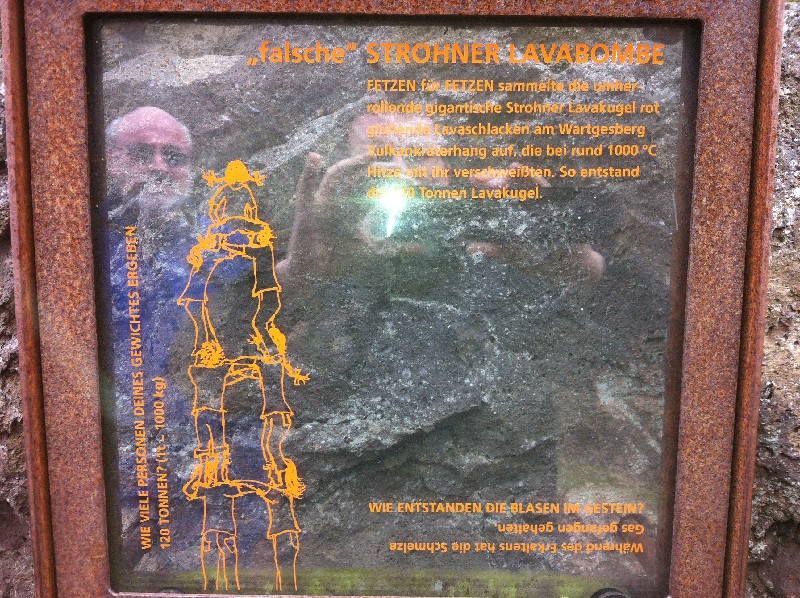 „falsche“ STROHNER LAVABOMBE
FETZEN für FETZEN sammelte die umher-
rollende gigantische Strohner Lavakugel rot
glühende Lavaschlacken am Wartgesberg
Vulkankraterhang auf, die bei rund 1000 °C
Hitze mit ihr verschweißten. So entstand
die 120 Tonnen Lavakugel.
WIE VIELE PERSONEN DEINES GEWICHTES ERGEBEN
120 TONNEN? (1t = 1000 kg)
WIE ENTSTANDEN DIE BLASEN IM GESTEIN?
Während des Erkaltens hat die Schmelze
Gas gefangen gehalten.